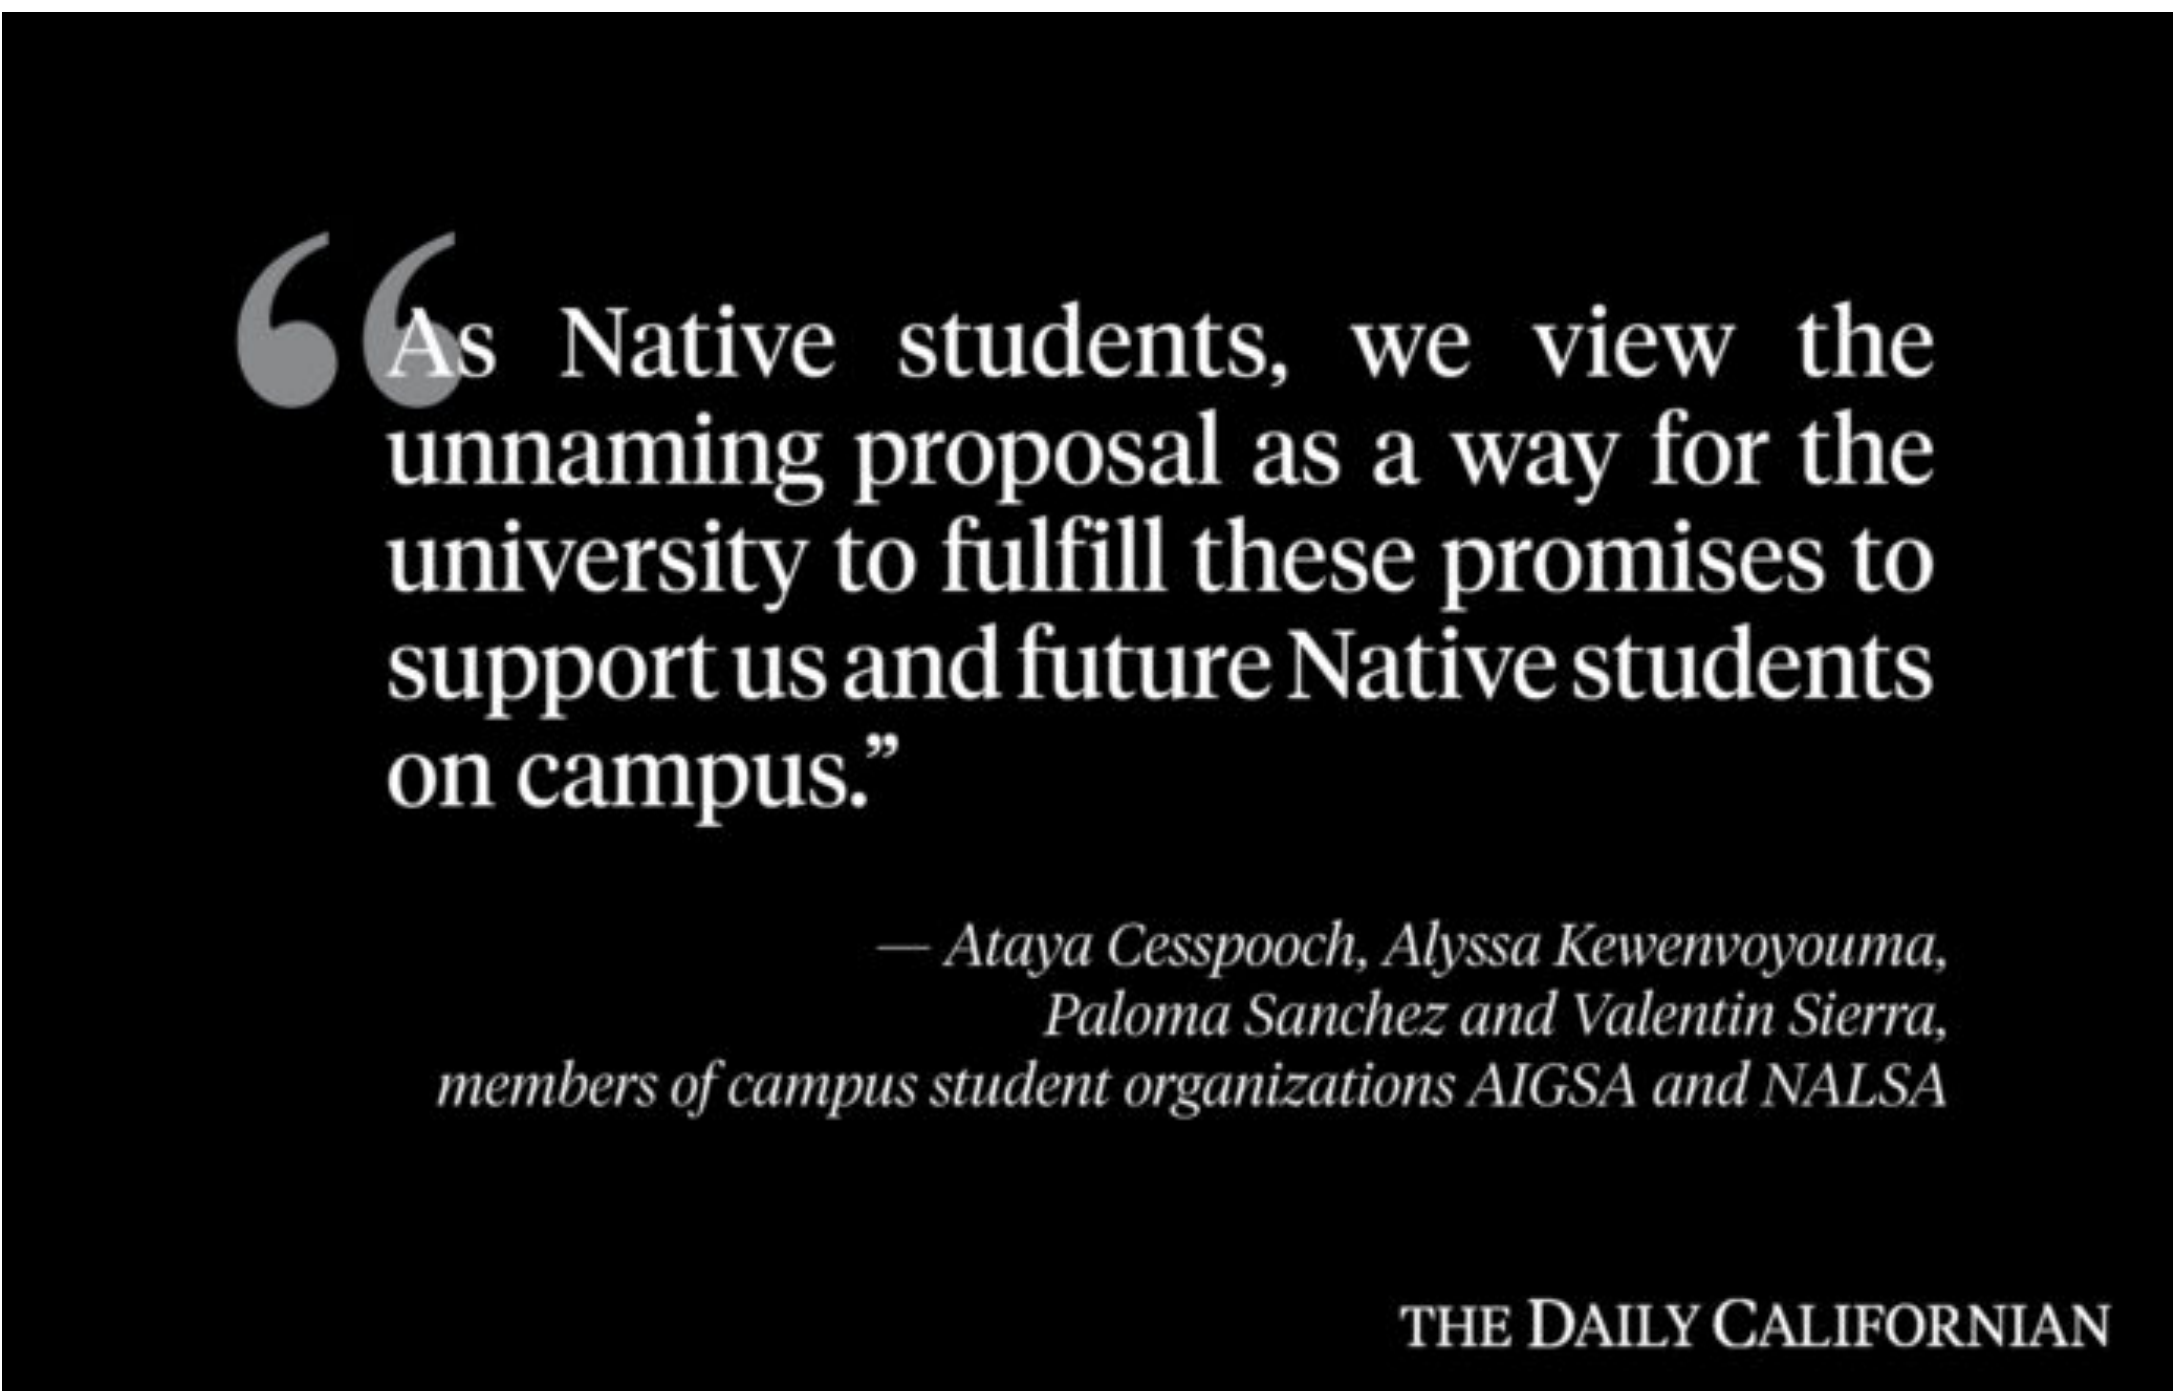 “As Native students, we view the
unnaming proposal as a way for the
university to fulfill these promises to
support us and future Native students
on campus.”
— Ataya Cesspooch, Alyssa Kewenvoyouma,
Paloma Sanchez and Valentin Sierra,
members of campus student organizations AIGSA and NALSA
THE DAILY CALIFORNIAN